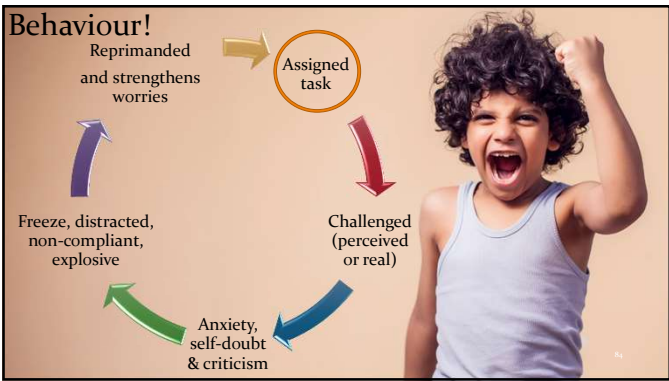 Behaviour!
Reprimanded
and strengthens
worries
Assigned
task
Challenged
(perceived
or real)
Anxiety,
self-doubt
& criticism
Freeze, distracted,
non-compliant,
explosive
84